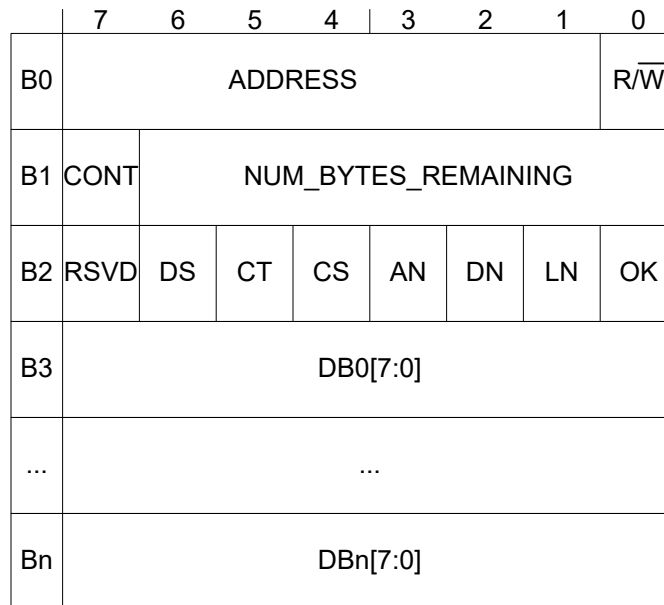 7 6 5 4 3 2 1 0
B0 ADDRESS R/W
B1 CONT NUM_BYTES_REMAINING
B2 RSVD DS CT CS AN DN LN OK
B3 DB0[7:0]
... ...
Bn DBn[7:0]